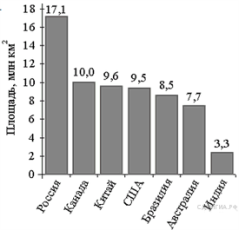 Площадь, млн км²
18
16
14
12
10
8
6
4
2
0
17,1
10,0
9,6
9,5
8,5
7,7
3,3
Россия
Канада
Китай
США
Бразилия
Австралия
Индия